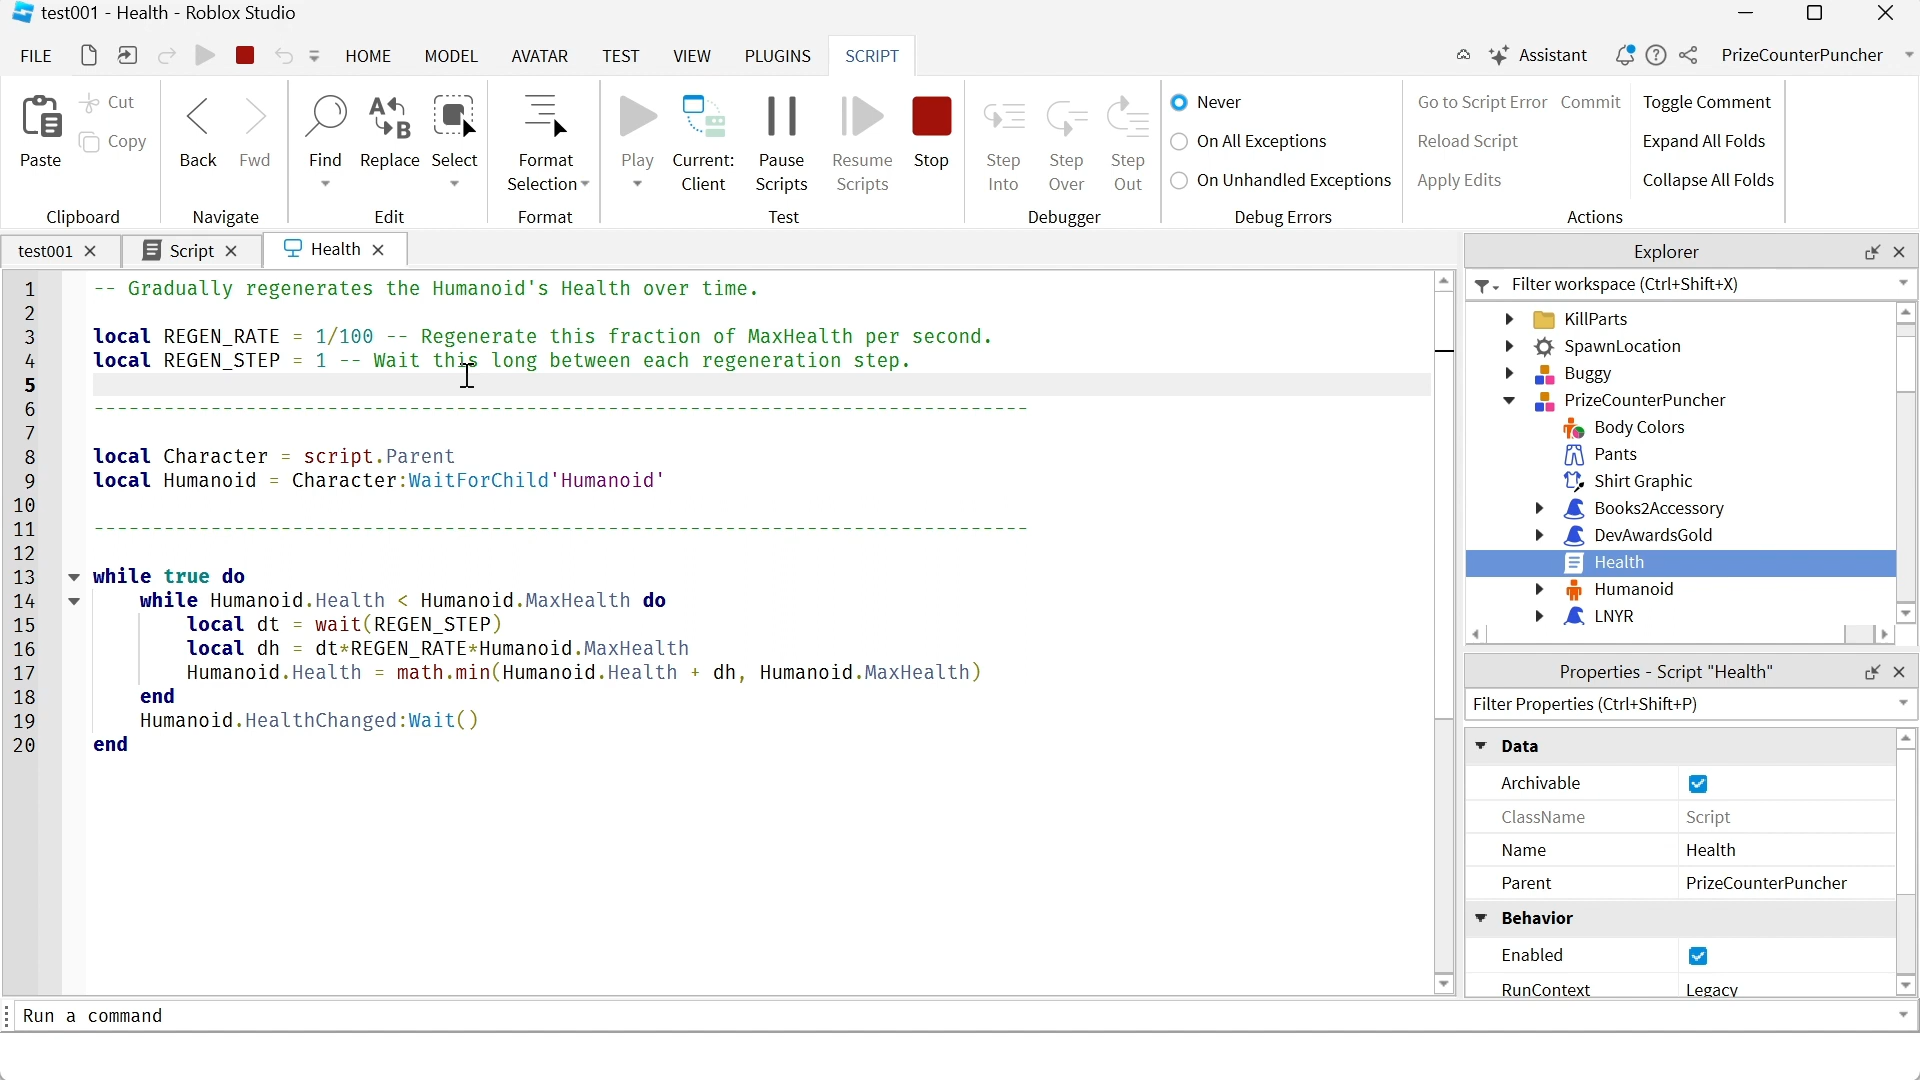 test001 - Health - Roblox Studio
FILE HOME MODEL AVATAR TEST VIEW PLUGINS SCRIPT Assistant PrizeCounterPuncher
Paste Cut Copy
Clipboard
Back Fwd
Navigate
Find Replace Select
Edit
Format Selection
Format
Play Current: Client Pause Scripts Resume Scripts Stop
Test
Step Into Step Over Step Out
Debugger
Never
On All Exceptions
On Unhandled Exceptions
Debug Errors
Go to Script Error Commit Toggle Comment
Reload Script Expand All Folds
Apply Edits Collapse All Folds
Actions
test001 Script Health
1 -- Gradually regenerates the Humanoid's Health over time.
2
3 local REGEN_RATE = 1/100 -- Regenerate this fraction of MaxHealth per second.
4 local REGEN_STEP = 1 -- Wait this long between each regeneration step.
5
6 --------------------------------------------------------------------------------
7
8 local Character = script.Parent
9 local Humanoid = Character:WaitForChild'Humanoid'
10
11 --------------------------------------------------------------------------------
12
13 while true do
14 while Humanoid.Health < Humanoid.MaxHealth do
15 local dt = wait(REGEN_STEP)
16 local dh = dt*REGEN_RATE*Humanoid.MaxHealth
17 Humanoid.Health = math.min(Humanoid.Health + dh, Humanoid.MaxHealth)
18 end
19 Humanoid.HealthChanged:Wait()
20 end
Explorer
Filter workspace (Ctrl+Shift+X)
KillParts
SpawnLocation
Buggy
PrizeCounterPuncher
Body Colors
Pants
Shirt Graphic
Books2Accessory
DevAwardsGold
Health
Humanoid
LNYR
Properties - Script "Health"
Filter Properties (Ctrl+Shift+P)
Data
Archivable
ClassName Script
Name Health
Parent PrizeCounterPuncher
Behavior
Enabled
RunContext Legacy
Run a command